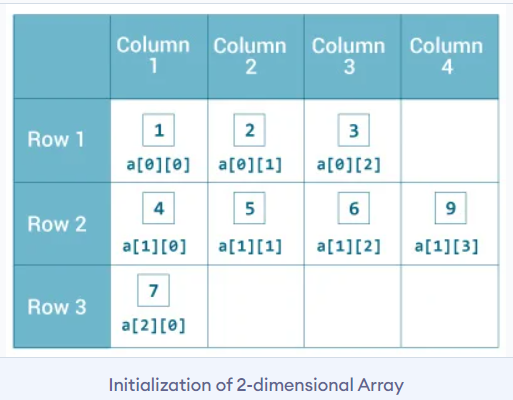 Column 1 Column 2 Column 3 Column 4
Row 1 1 2 3
a[0][0] a[0][1] a[0][2]
Row 2 4 5 6 9
a[1][0] a[1][1] a[1][2] a[1][3]
Row 3 7
a[2][0]
Initialization of 2-dimensional Array